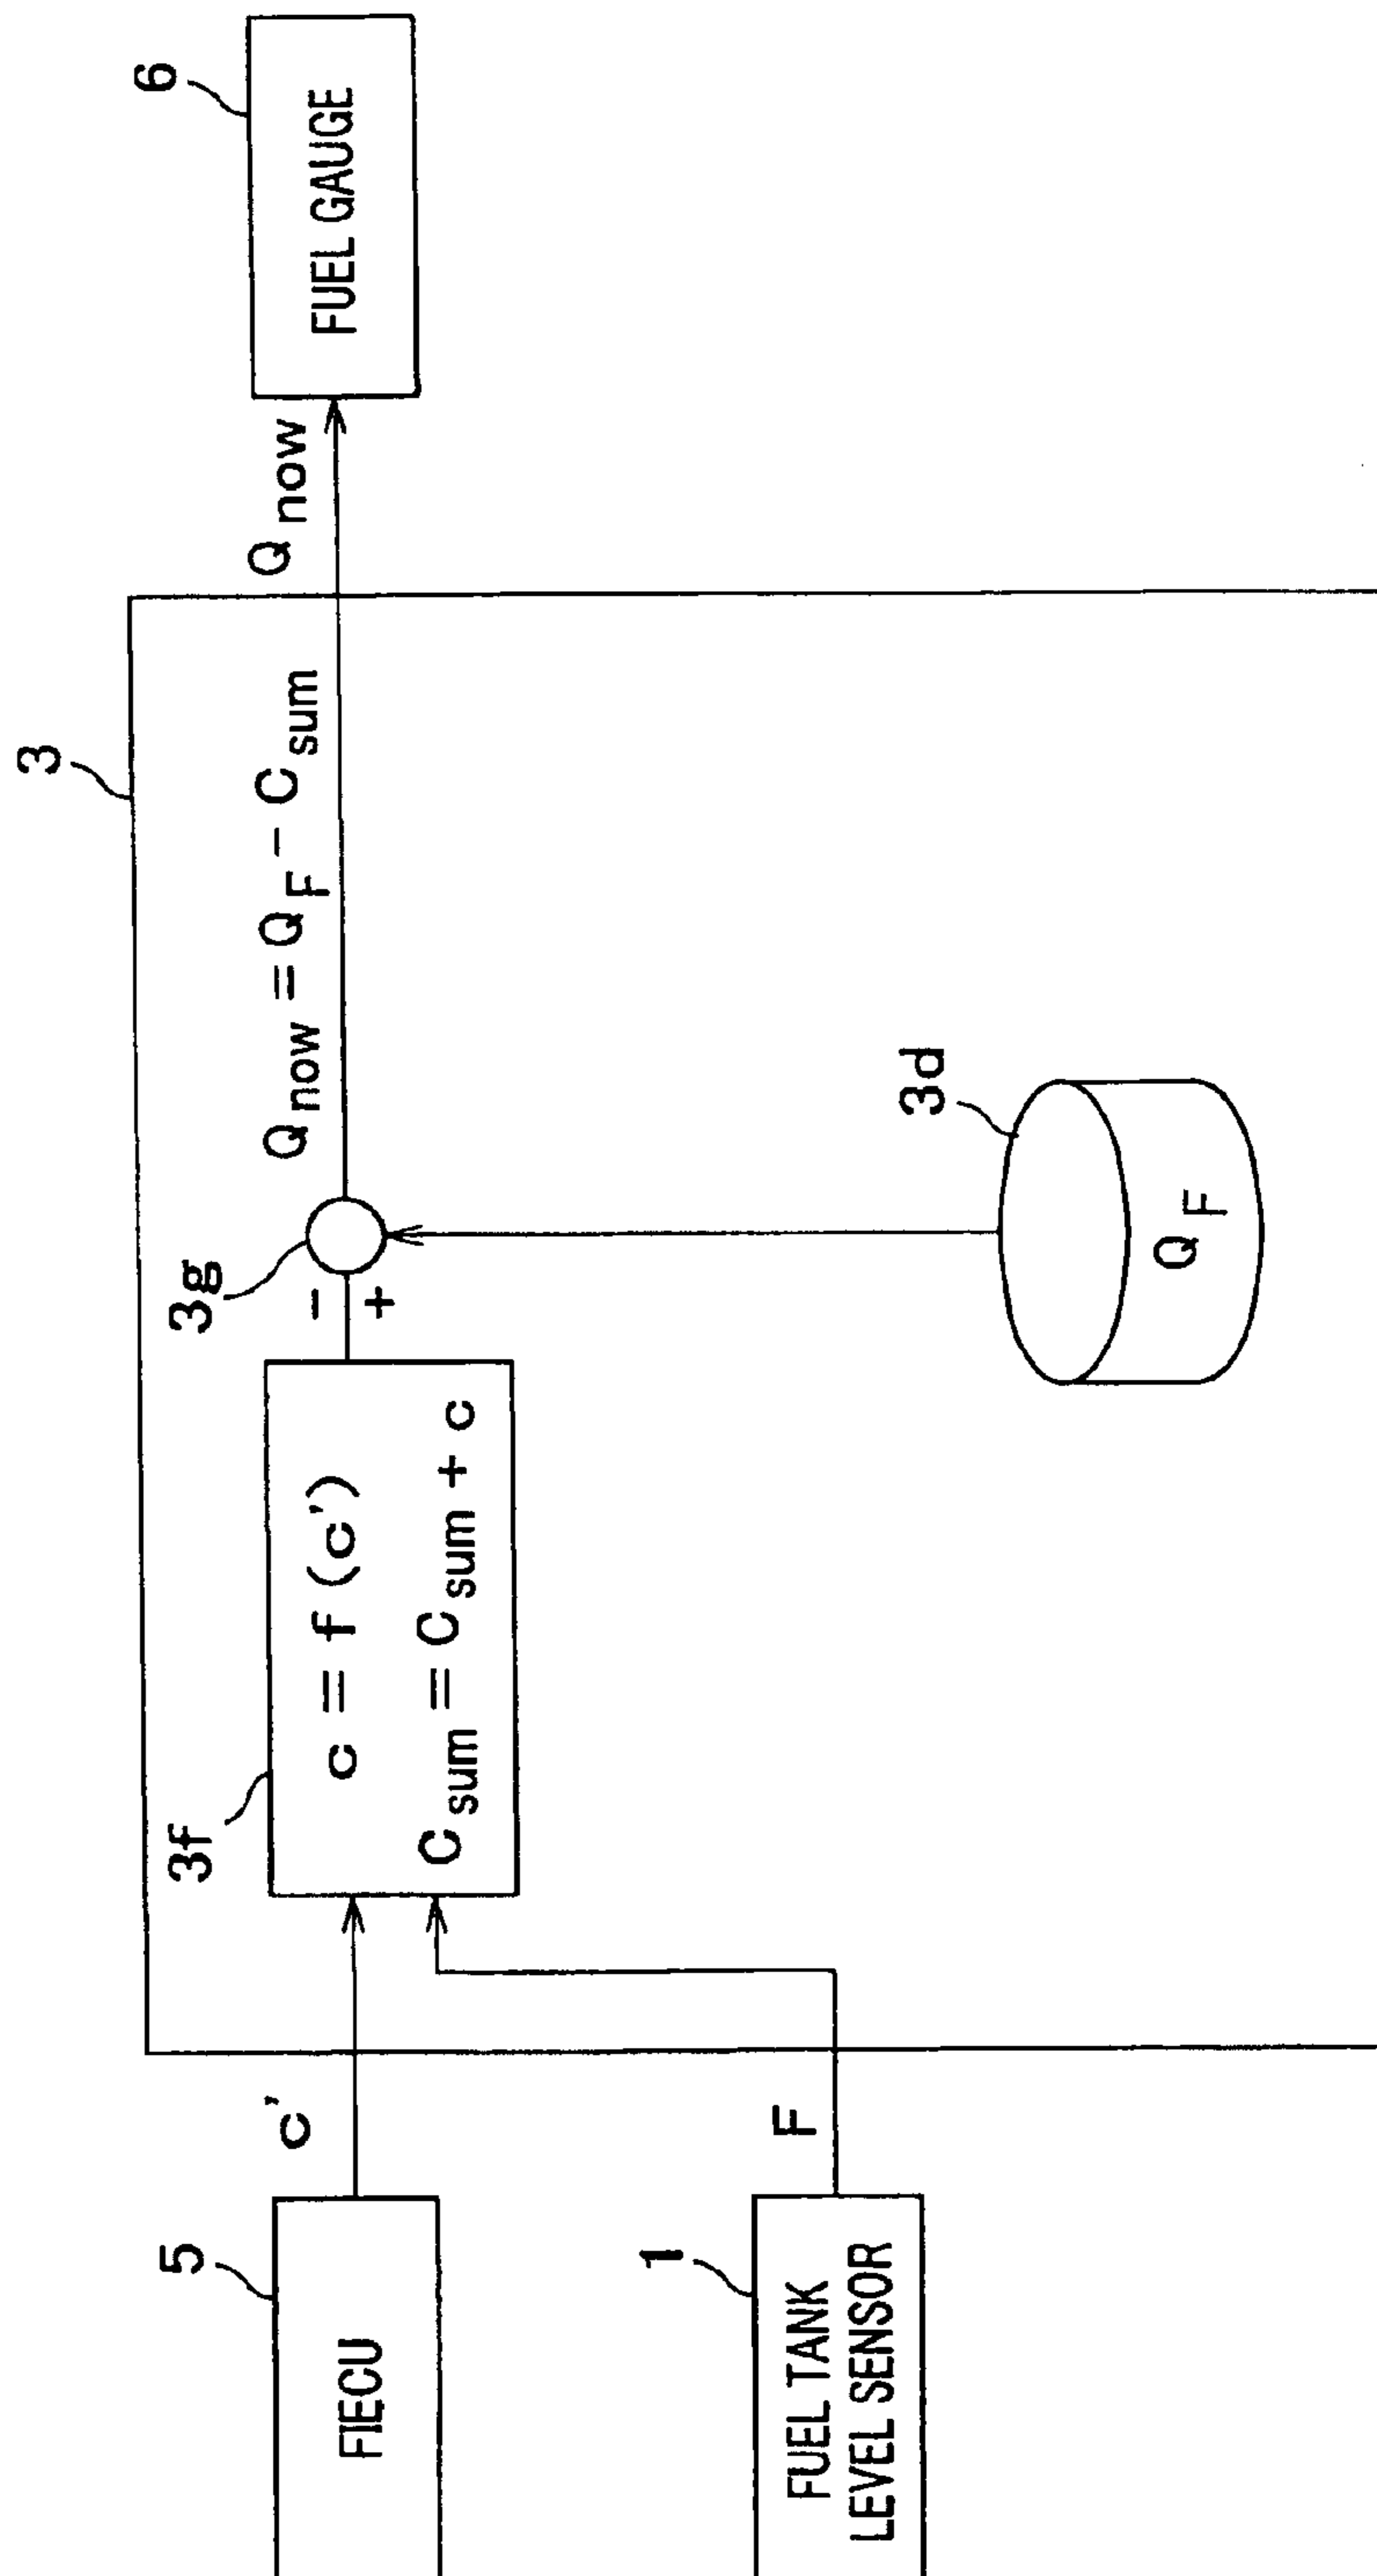 3
5
FIECU
c'
3f
c = f (c')
C sum = C sum + c
3g
-
+
Q now = Q F - C sum
Q now
6
FUEL GAUGE
1
FUEL TANK
LEVEL SENSOR
F
3d
Q F